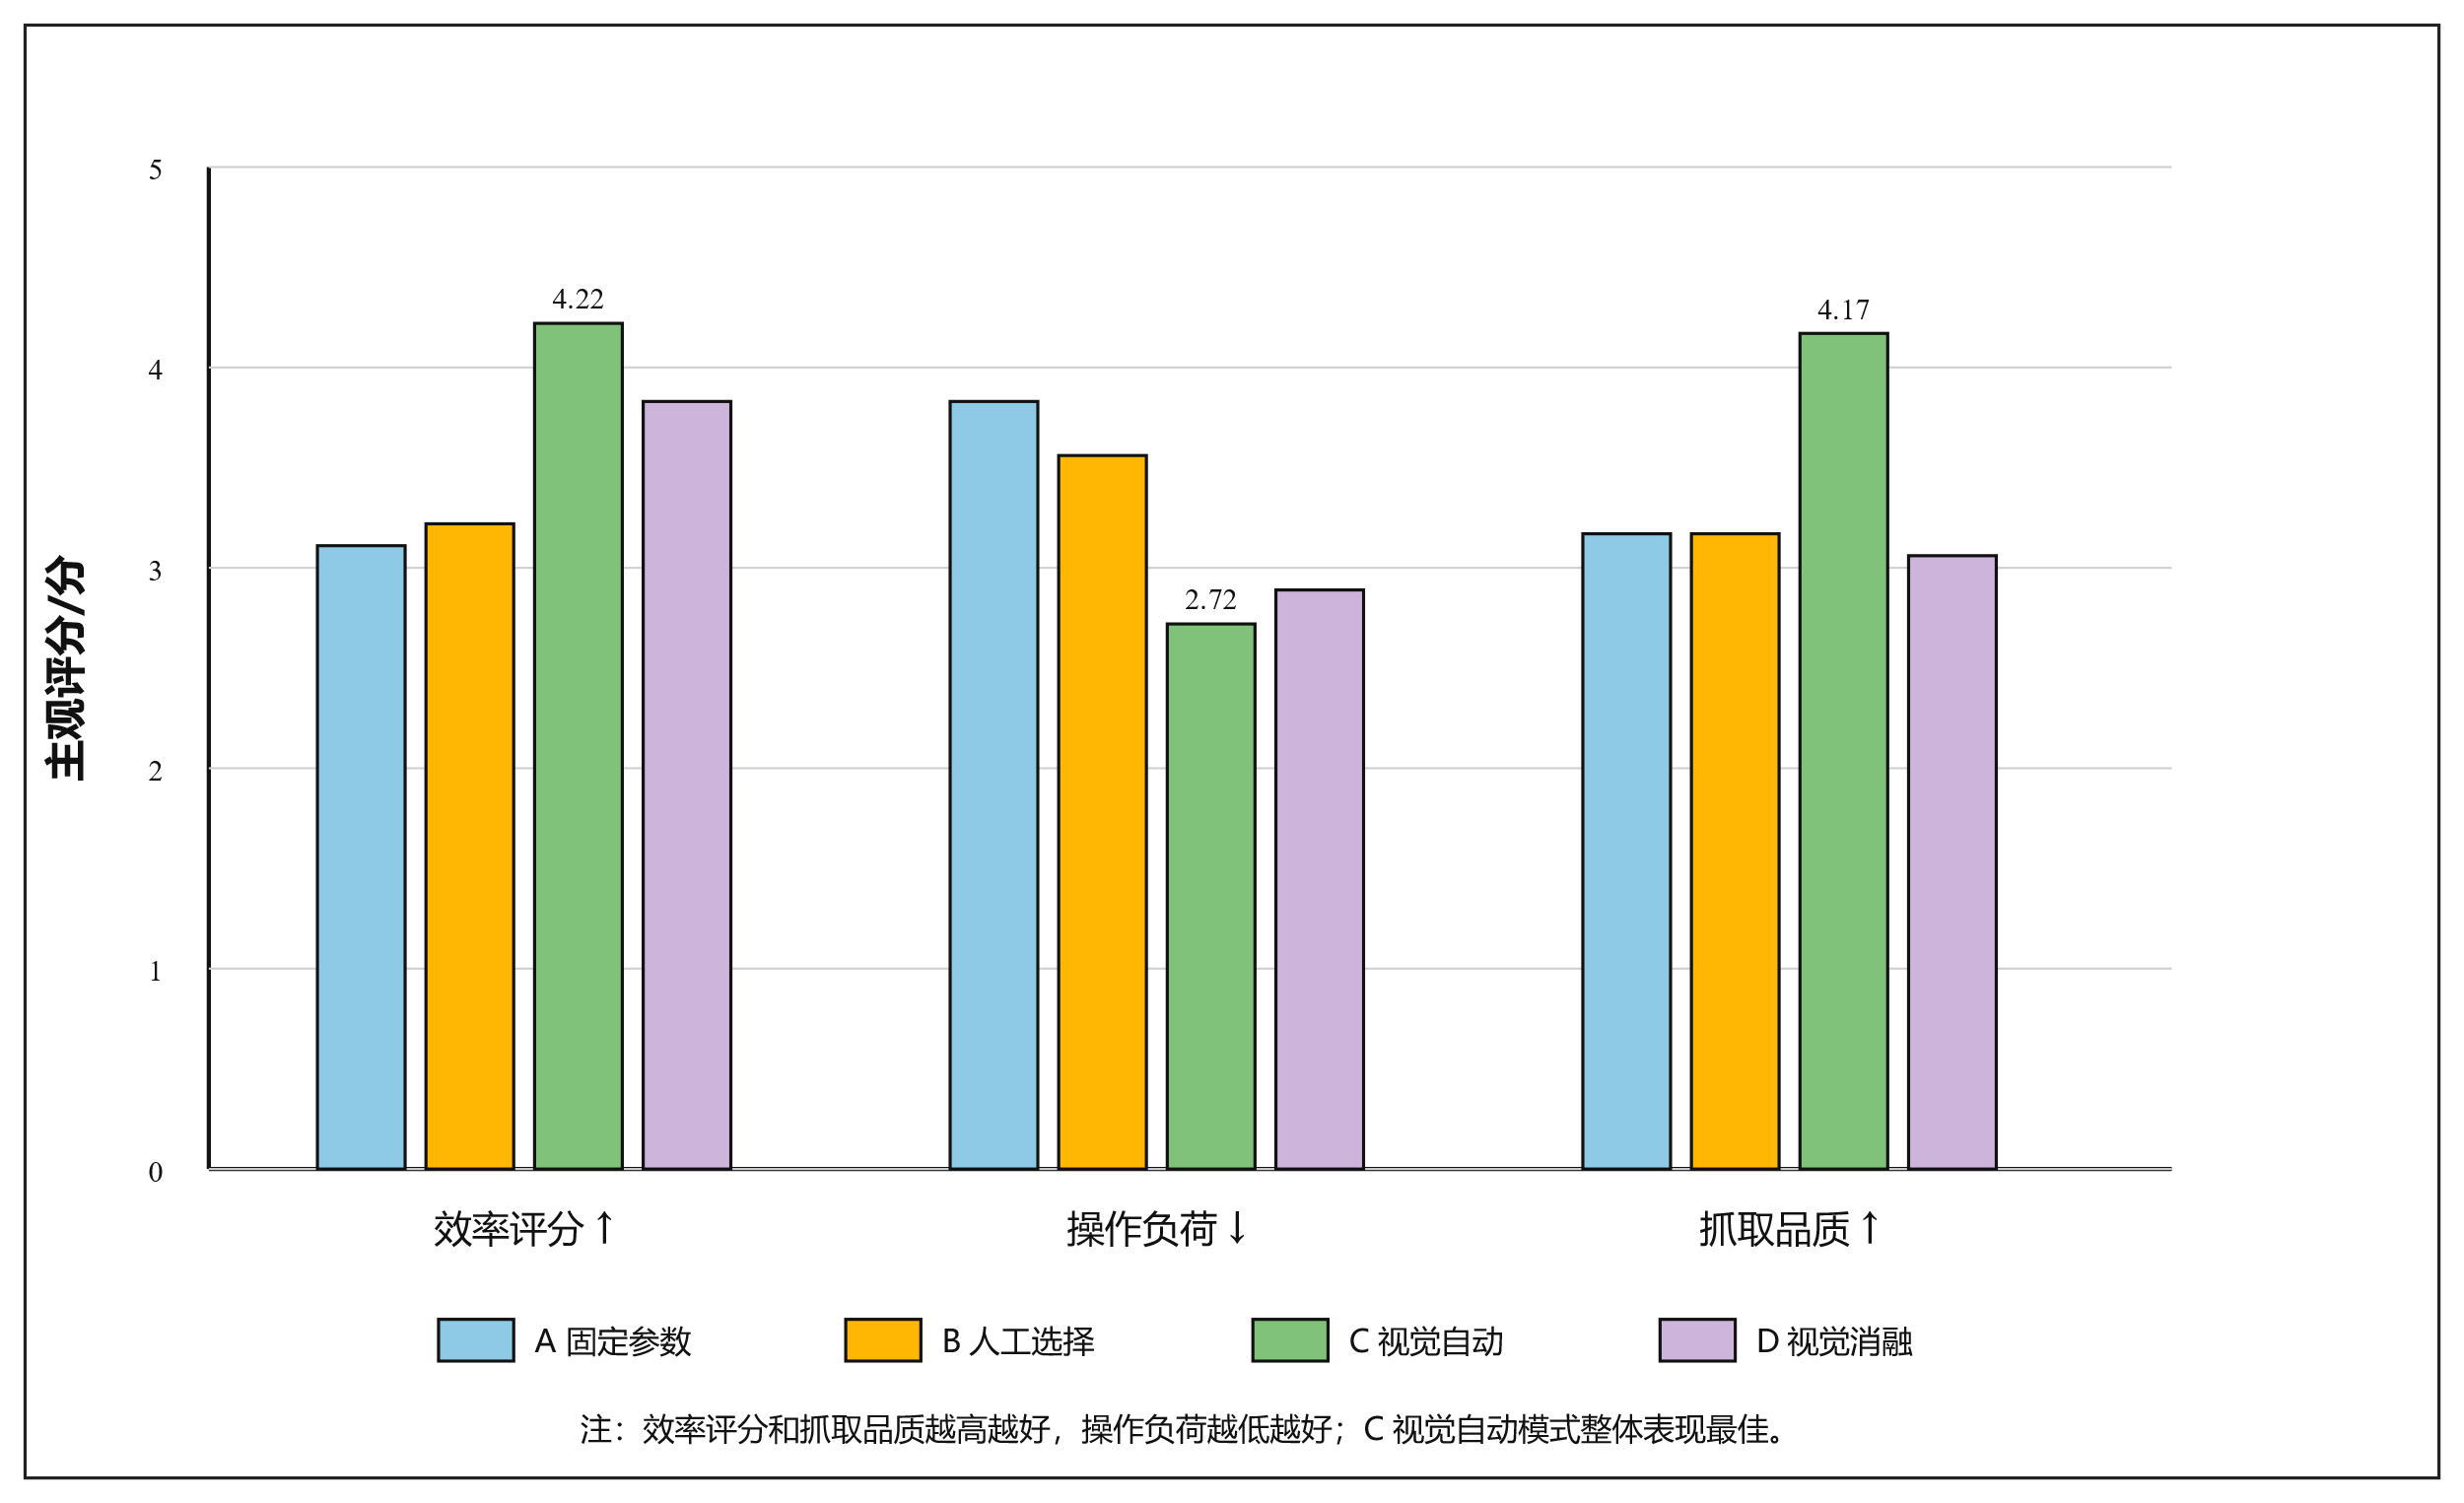 主观评分/分
5
4
3
2
1
0
4.22
2.72
4.17
效率评分↑
操作负荷↓
抓取品质↑
A 固定参数
B 人工选择
C 视觉自动
D 视觉消融
注：效率评分和抓取品质越高越好，操作负荷越低越好；C 视觉自动模式整体表现最佳。